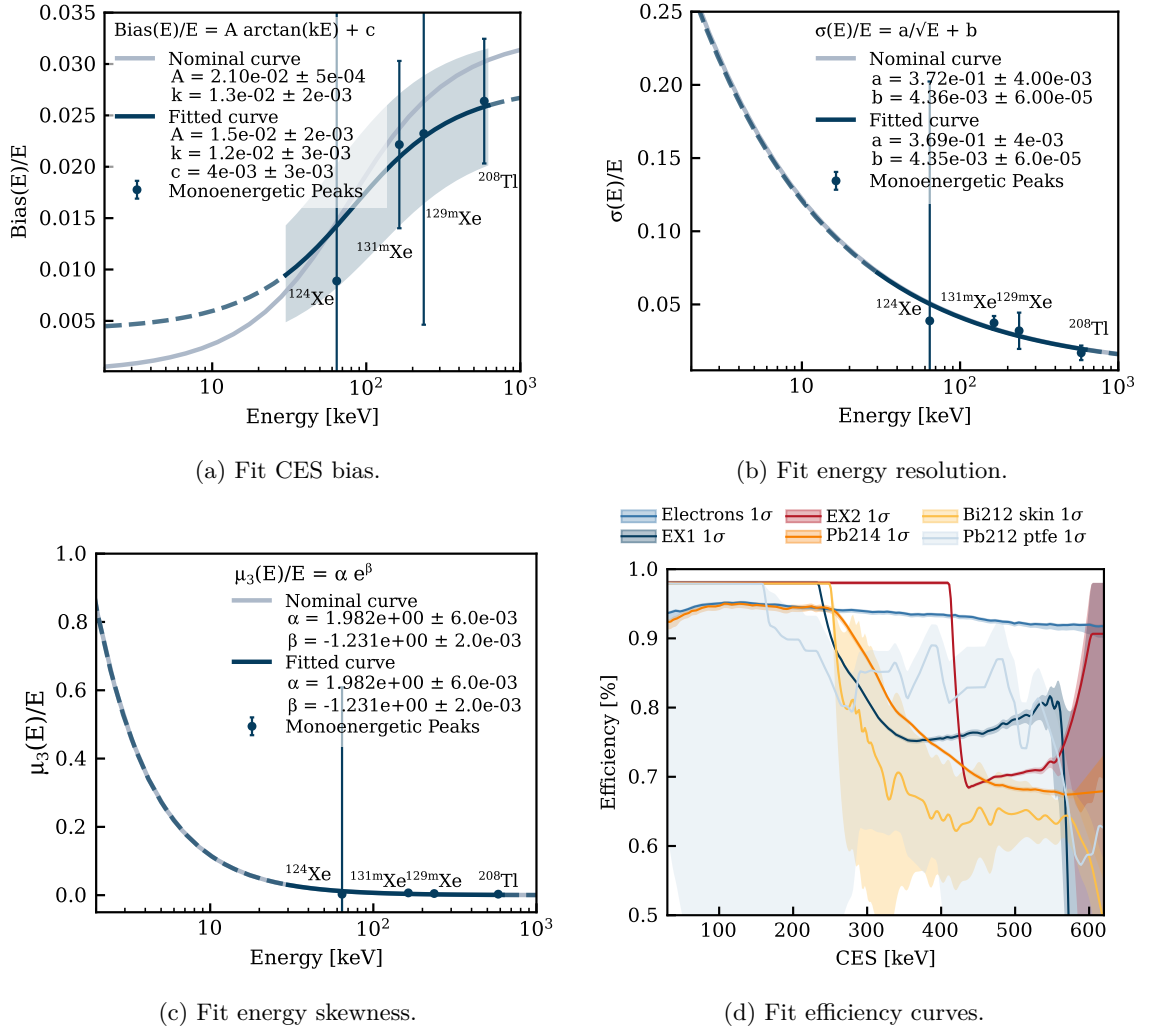 Bias(E)/E = A arctan(kE) + c
Nominal curve
A = 2.10e-02 ± 5e-04
k = 1.3e-02 ± 2e-03
Fitted curve
A = 1.5e-02 ± 2e-03
k = 1.2e-02 ± 3e-03
c = 4e-03 ± 3e-03
Monoenergetic Peaks
0.035
0.030
0.025
0.020
0.015
0.010
0.005
Bias(E)/E
¹²⁴Xe
¹³¹ᵐXe
¹²⁹ᵐXe
²⁰⁸Tl
10 10² 10³
Energy [keV]
(a) Fit CES bias.
σ(E)/E = a/√E + b
Nominal curve
a = 3.72e-01 ± 4.00e-03
b = 4.36e-03 ± 6.00e-05
Fitted curve
a = 3.69e-01 ± 4e-03
b = 4.35e-03 ± 6.0e-05
Monoenergetic Peaks
0.25
0.20
0.15
0.10
0.05
σ(E)/E
¹²⁴Xe
¹³¹ᵐXe
¹²⁹ᵐXe
²⁰⁸Tl
10 10² 10³
Energy [keV]
(b) Fit energy resolution.
μ₃(E)/E = α eᵝ
Nominal curve
α = 1.982e+00 ± 6.0e-03
β = -1.231e+00 ± 2.0e-03
Fitted curve
α = 1.982e+00 ± 6.0e-03
β = -1.231e+00 ± 2.0e-03
Monoenergetic Peaks
1.0
0.8
0.6
0.4
0.2
0.0
μ₃(E)/E
¹²⁴Xe
¹³¹ᵐXe
¹²⁹ᵐXe
²⁰⁸Tl
10 10² 10³
Energy [keV]
(c) Fit energy skewness.
Electrons 1σ EX2 1σ Bi212 skin 1σ
EX1 1σ Pb214 1σ Pb212 ptfe 1σ
1.0
0.9
0.8
0.7
0.6
0.5
Efficiency [%]
100 200 300 400 500 600
CES [keV]
(d) Fit efficiency curves.